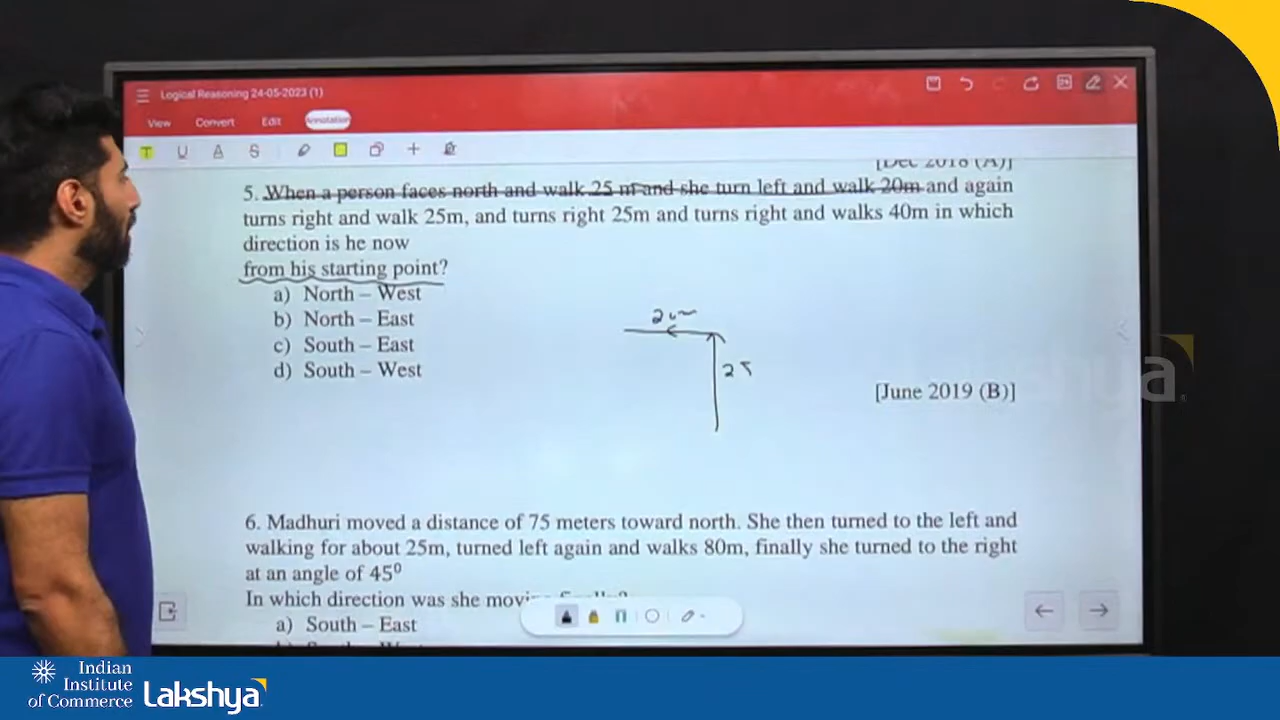 Logical Reasoning 24-05-2023 (1)
View Convert Edit Annotation
[Dec 2018 (A)]
5. When a person faces north and walk 25 m and she turn left and walk 20m and again
turns right and walk 25m, and turns right 25m and turns right and walks 40m in which
direction is he now
from his starting point?
a) North – West
b) North – East
c) South – East
d) South – West
20m
25
[June 2019 (B)]
6. Madhuri moved a distance of 75 meters toward north. She then turned to the left and
walking for about 25m, turned left again and walks 80m, finally she turned to the right
at an angle of 45⁰
In which direction was she moving
a) South – East
Indian
Institute
of Commerce
Lakshya